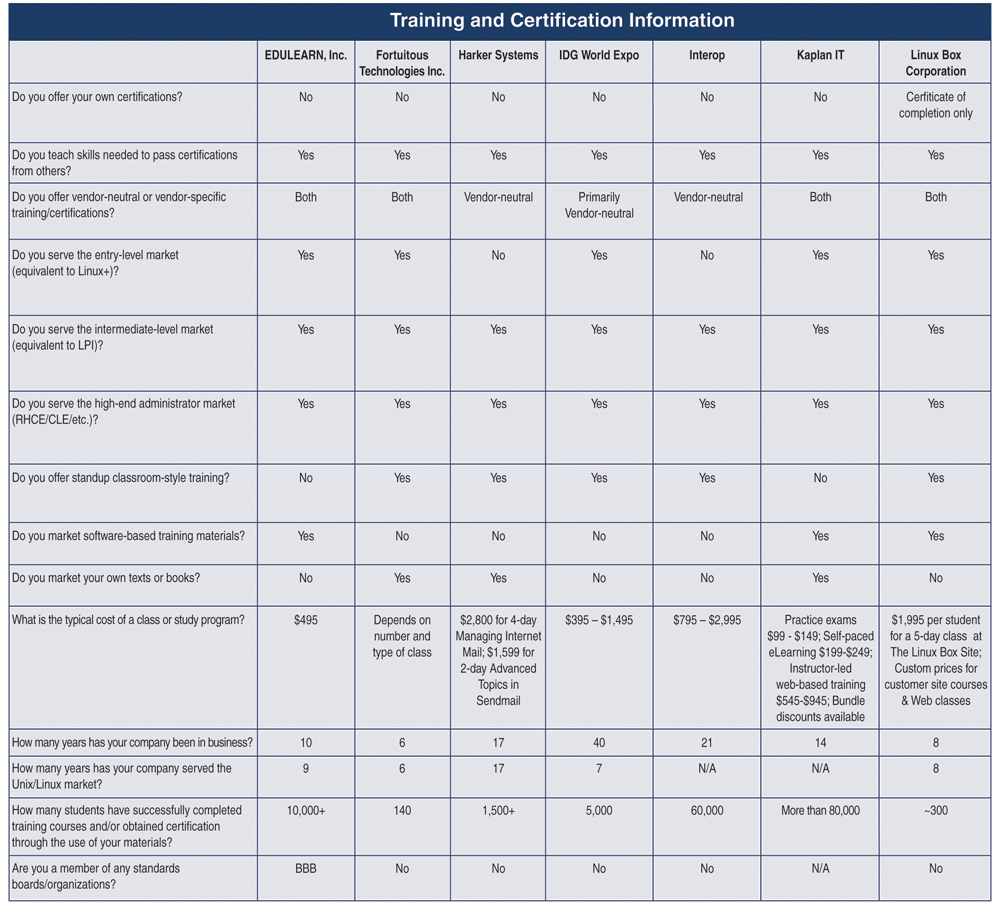 Training and Certification Information
EDULEARN, Inc. Fortuitous Technologies Inc. Harker Systems IDG World Expo Interop Kaplan IT Linux Box Corporation
Do you offer your own certifications? No No No No No No Cerfiticate of
completion only
Do you teach skills needed to pass certifications Yes Yes Yes Yes Yes Yes Yes
from others?
Do you offer vendor-neutral or vendor-specific Both Both Vendor-neutral Primarily Vendor-neutral Both Both
training/certifications? Vendor-neutral
Do you serve the entry-level market Yes Yes No Yes No Yes Yes
(equivalent to Linux+)?
Do you serve the intermediate-level market Yes Yes Yes Yes Yes Yes Yes
(equivalent to LPI)?
Do you serve the high-end administrator market Yes Yes Yes Yes Yes Yes Yes
(RHCE/CLE/etc.)?
Do you offer standup classroom-style training? No Yes Yes Yes Yes No Yes
Do you market software-based training materials? Yes No No No No Yes Yes
Do you market your own texts or books? No Yes Yes No No Yes No
What is the typical cost of a class or study program?
$495
Depends on
number and
type of class
$2,800 for 4-day
Managing Internet
Mail; $1,599 for
2-day Advanced
Topics in
Sendmail
$395 – $1,495
$795 – $2,995
Practice exams
$99 - $149; Self-paced
eLearning $199-$249;
Instructor-led
web-based training
$545-$945; Bundle
discounts available
$1,995 per student
for a 5-day class at
The Linux Box Site;
Custom prices for
customer site courses
& Web classes
How many years has your company been in business? 10 6 17 40 21 14 8
How many years has your company served the 9 6 17 7 N/A N/A 8
Unix/Linux market?
How many students have successfully completed 10,000+ 140 1,500+ 5,000 60,000 More than 80,000 ~300
training courses and/or obtained certification
through the use of your materials?
Are you a member of any standards BBB No No No No N/A No
boards/organizations?